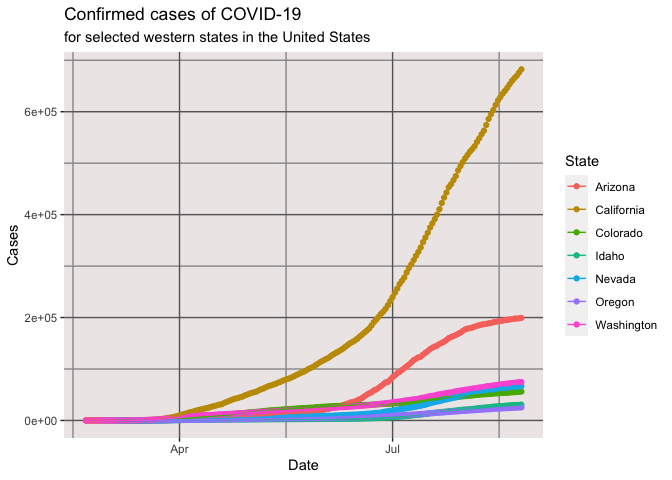 Confirmed cases of COVID-19
for selected western states in the United States
6e+05
4e+05
2e+05
0e+00
Cases
Apr
Jul
Date
State
Arizona
California
Colorado
Idaho
Nevada
Oregon
Washington